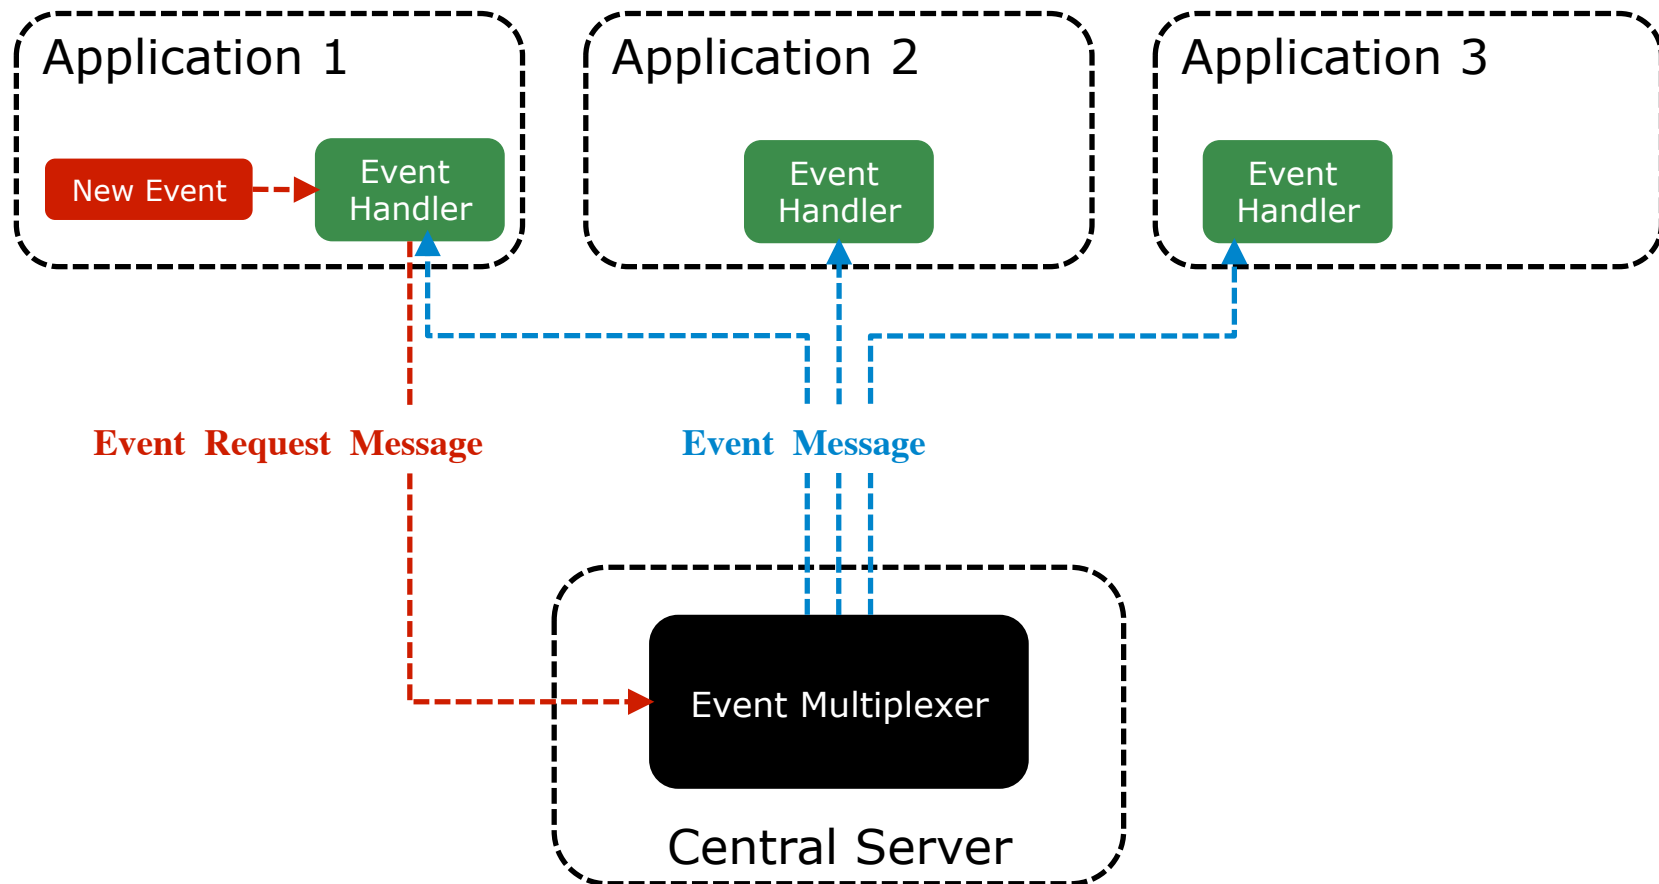 Application 1
Application 2
Application 3
New Event
Event
Handler
Event
Handler
Event
Handler
Event Request Message
Event Message
Event Multiplexer
Central Server